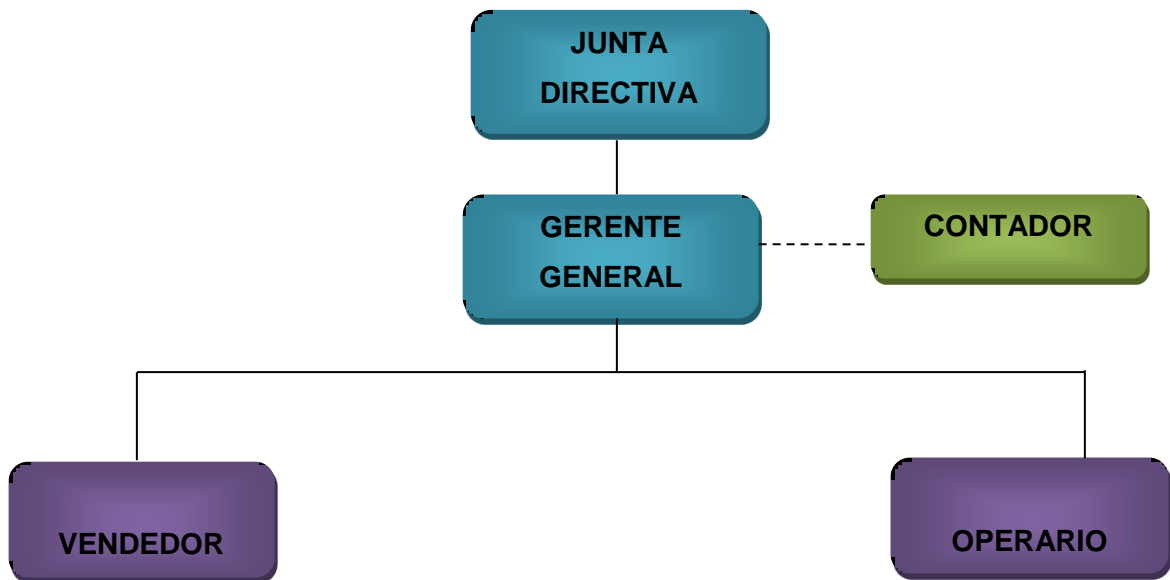 JUNTA
DIRECTIVA
GERENTE
GENERAL
CONTADOR
VENDEDOR
OPERARIO